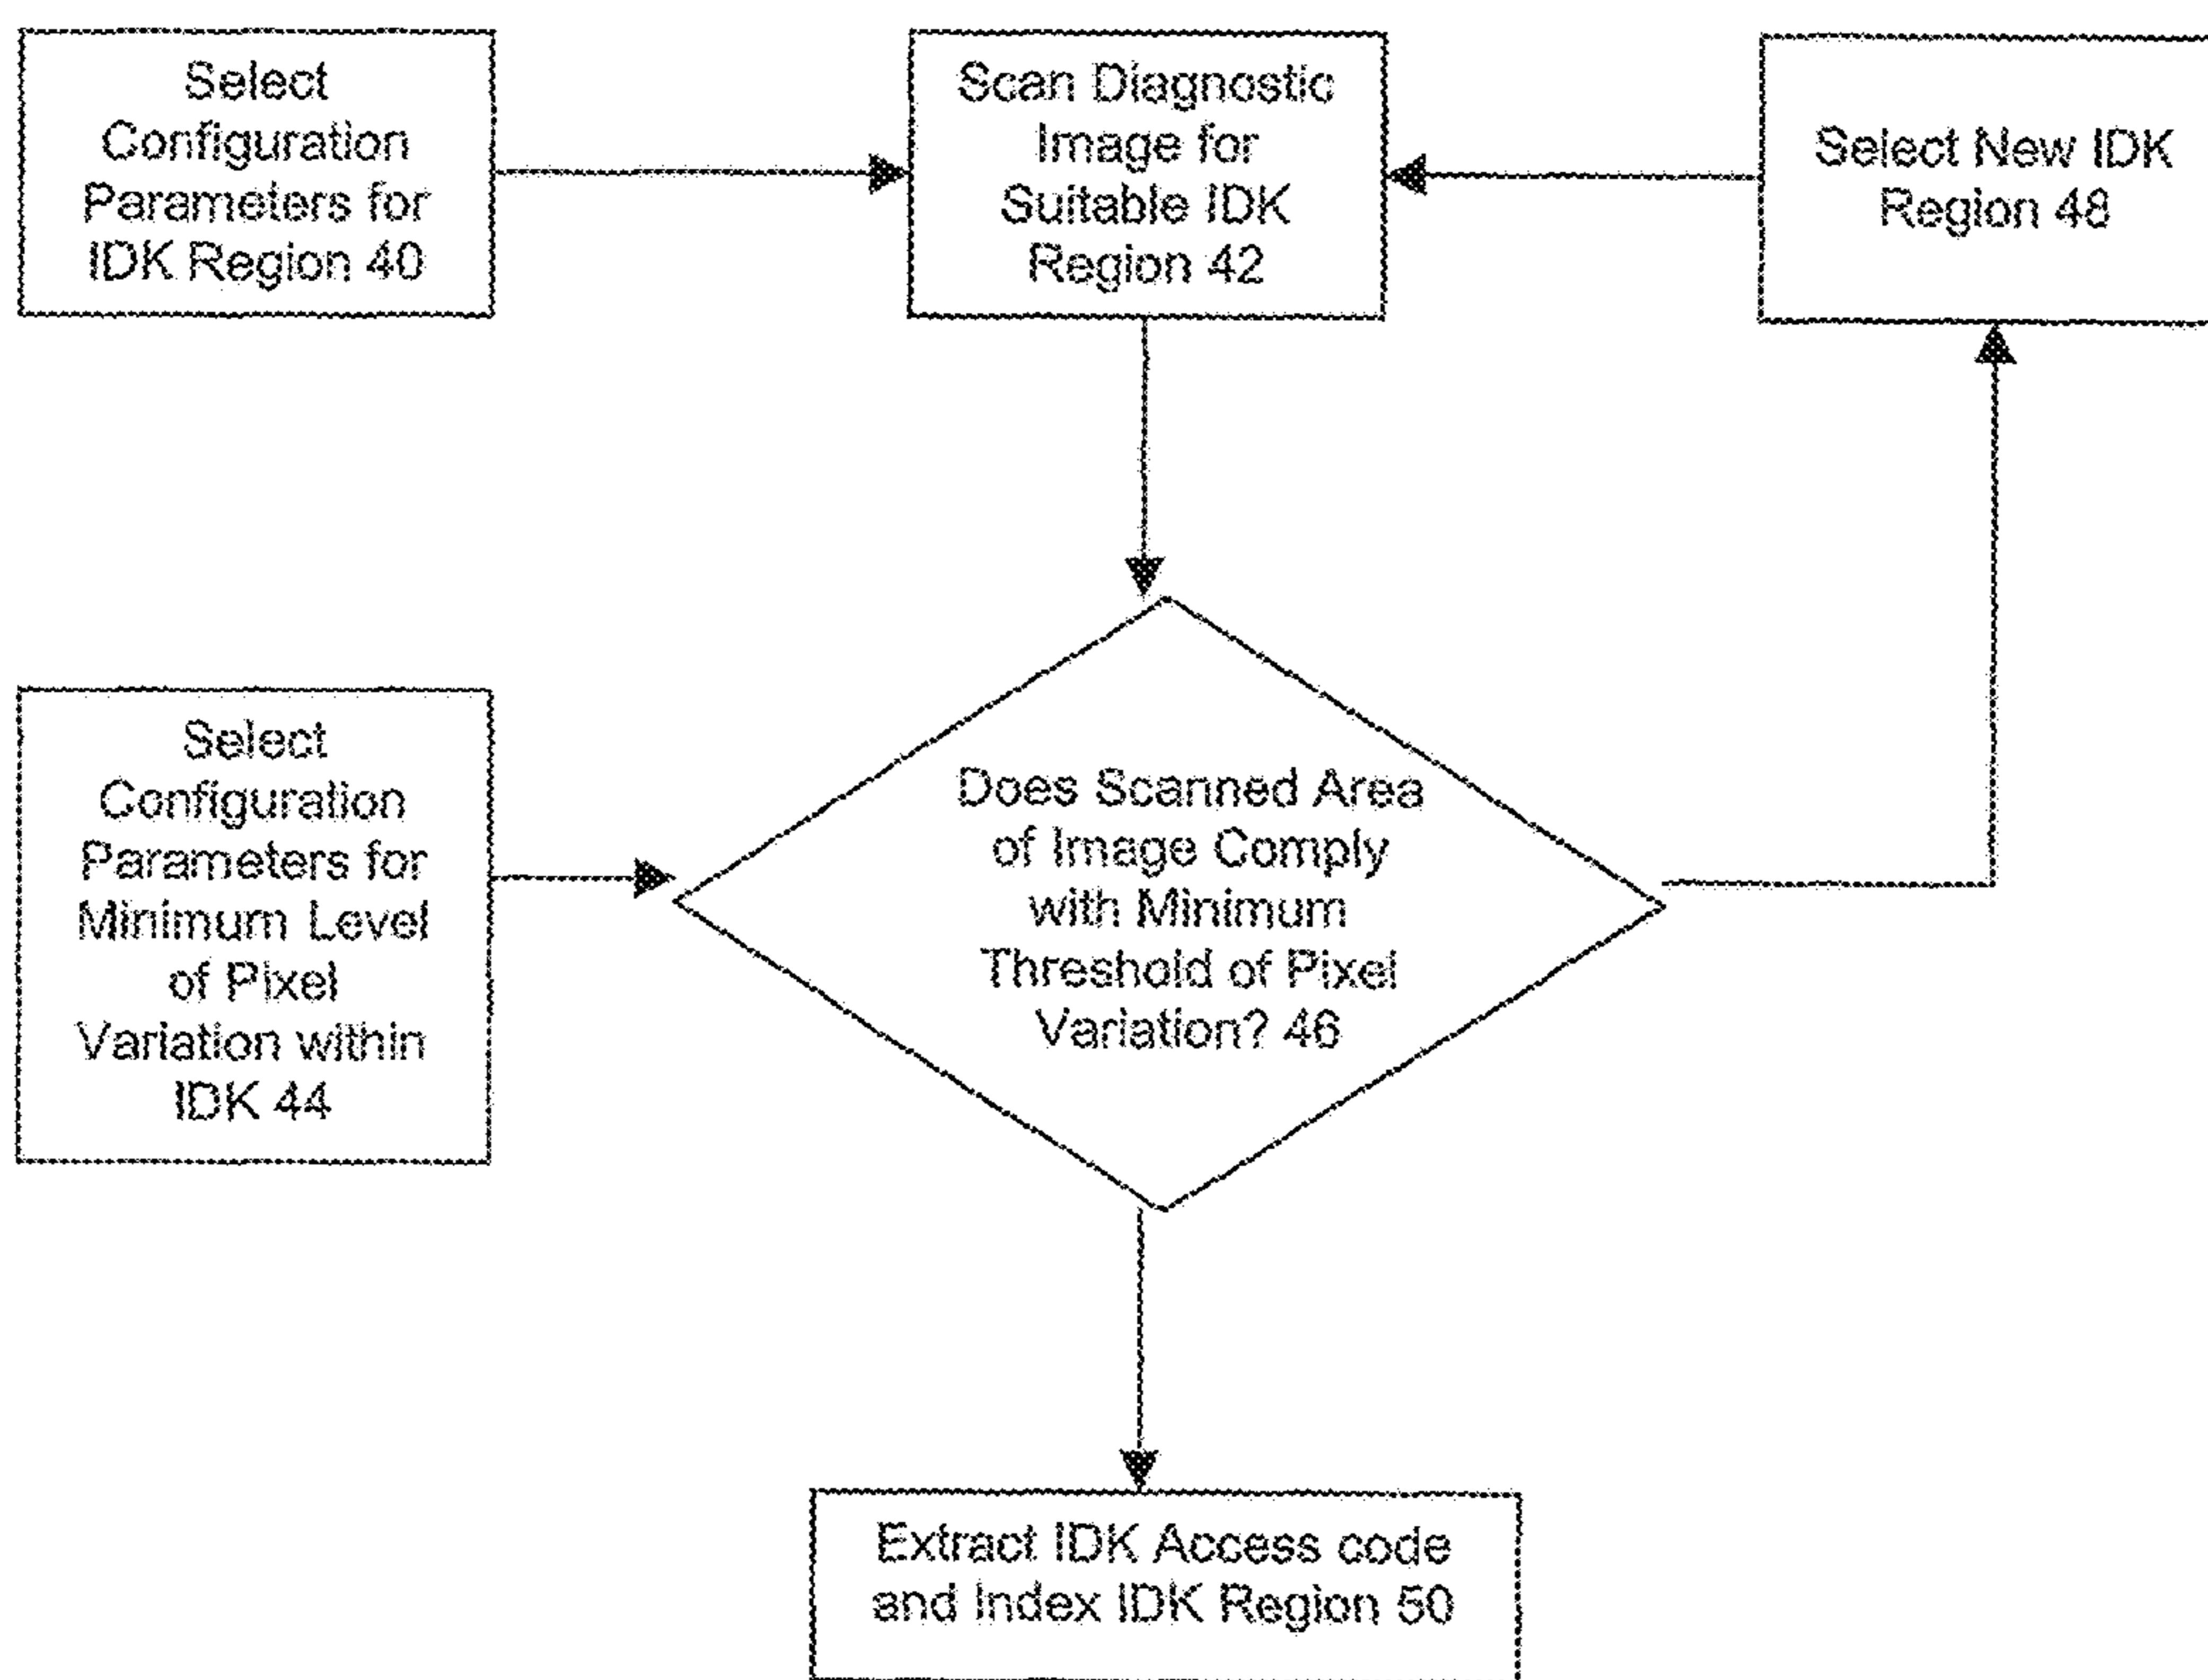 Select
Configuration
Parameters for
IDK Region 40
Scan Diagnostic
Image for
Suitable IDK
Region 42
Select New IDK
Region 48
Select
Configuration
Parameters for
Minimum Level
of Pixel
Variation within
IDK 44
Does Scanned Area
of Image Comply
with Minimum
Threshold of Pixel
Variation? 46
Extract IDK Access code
and Index IDK Region 50